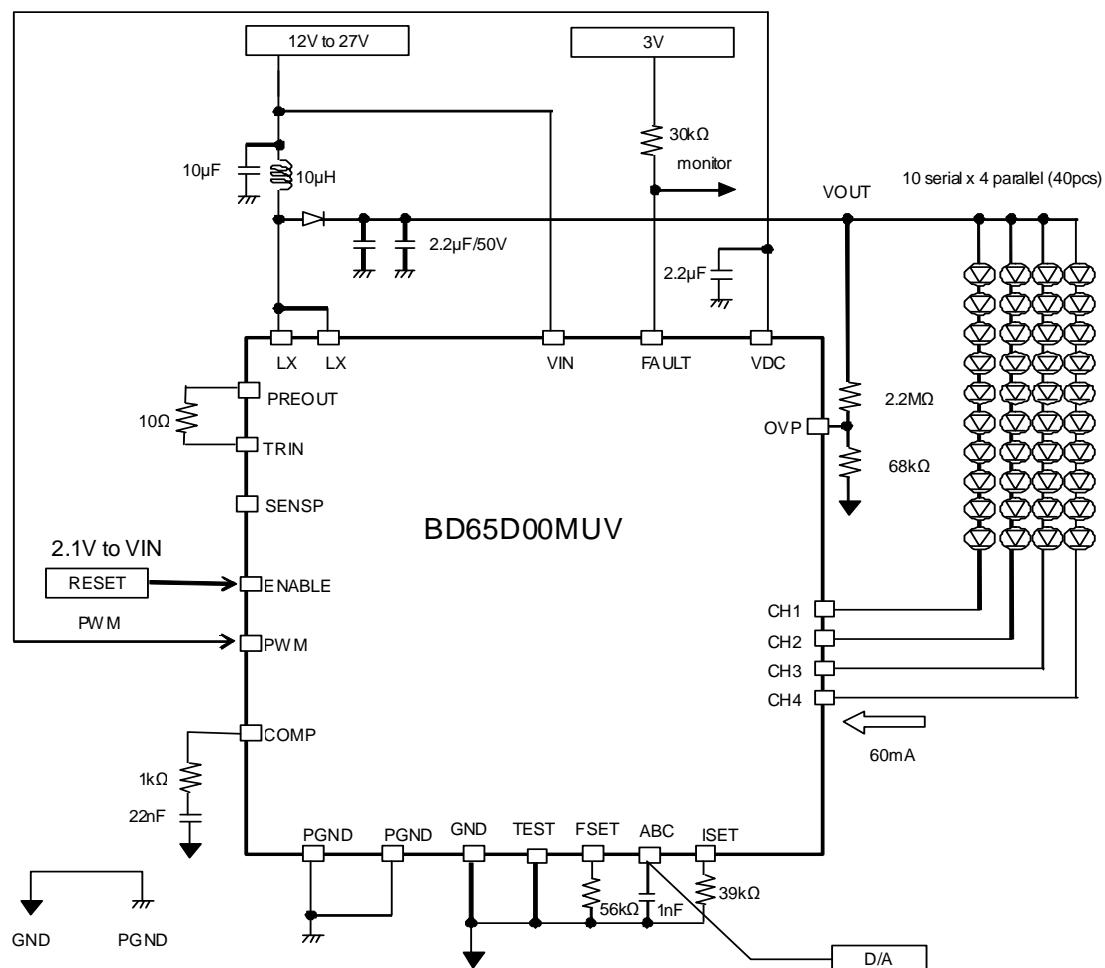 12V to 27V
3V
30kΩ
monitor
10µF
10µH
VOUT
10 serial x 4 parallel (40pcs)
2.2µF/50V
2.2µF
LX
LX
VIN
FAULT
VDC
PREOUT
10Ω
TRIN
2.2MΩ
OVP
68kΩ
SENSP
BD65D00MUV
2.1V to VIN
RESET
ENABLE
PWM
PWM
CH1
CH2
CH3
CH4
60mA
COMP
1kΩ
22nF
PGND
PGND
GND
TEST
FSET
ABC
ISET
56kΩ
1nF
39kΩ
GND
PGND
D/A